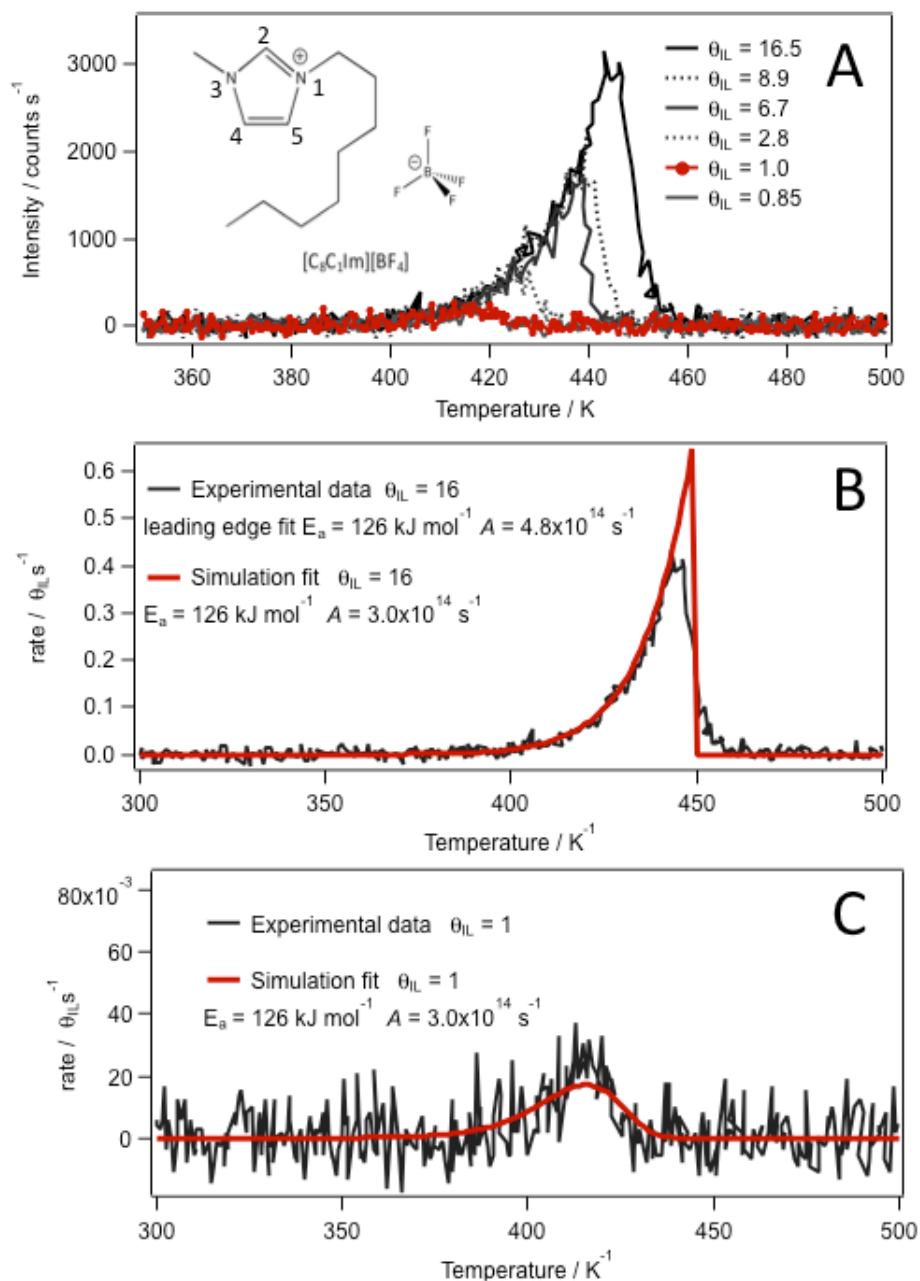 A
3000
2000
1000
0
Intensity / counts s⁻¹
2
3
1
4
5
N
N
⊕
F
B
⊖
F
F
F
[C₈C₁Im][BF₄]
θIL = 16.5
θIL = 8.9
θIL = 6.7
θIL = 2.8
θIL = 1.0
θIL = 0.85
360 380 400 420 440 460 480 500
Temperature / K
B
0.6
0.5
0.4
0.3
0.2
0.1
0.0
rate / θIL s⁻¹
Experimental data θIL = 16
leading edge fit Eₐ = 126 kJ mol⁻¹ A = 4.8x10¹⁴ s⁻¹
Simulation fit θIL = 16
Eₐ = 126 kJ mol⁻¹ A = 3.0x10¹⁴ s⁻¹
300 350 400 450 500
Temperature / K⁻¹
C
80x10⁻³
60
40
20
0
rate / θIL s⁻¹
Experimental data θIL = 1
Simulation fit θIL = 1
Eₐ = 126 kJ mol⁻¹ A = 3.0x10¹⁴ s⁻¹
300 350 400 450 500
Temperature / K⁻¹